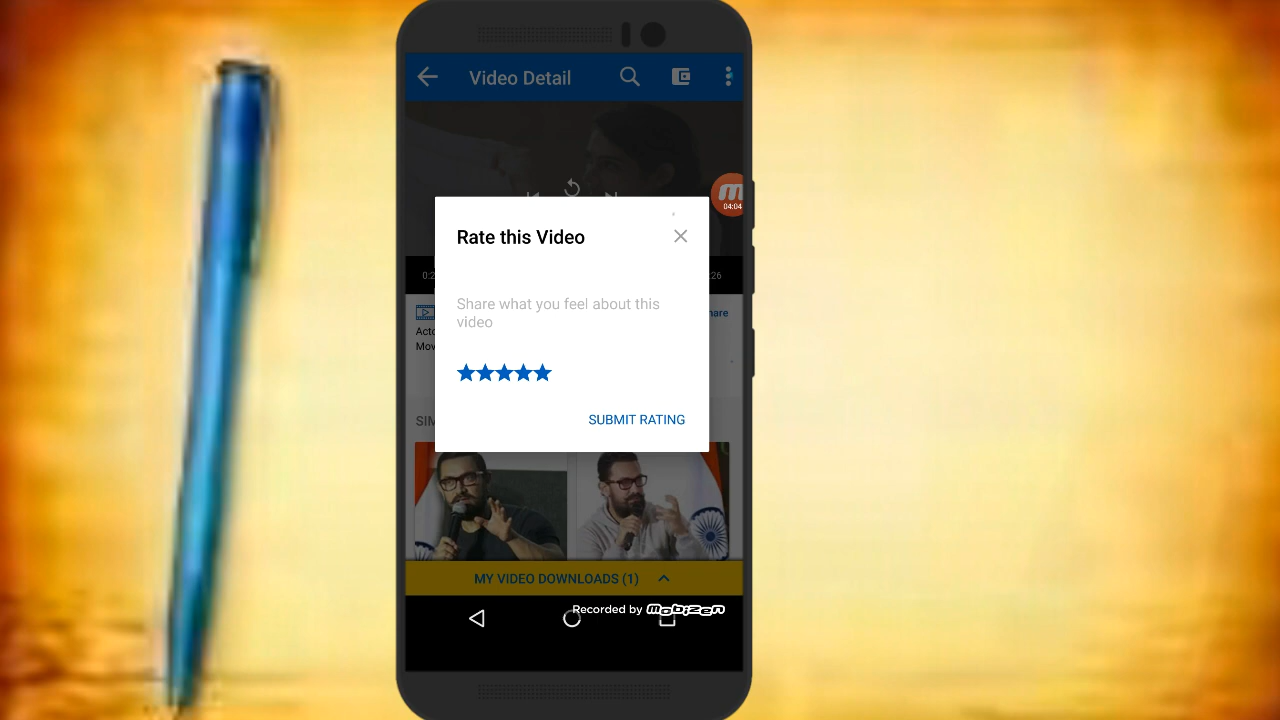 Video Detail
04:04
Rate this Video
Share what you feel about this
video
SUBMIT RATING
MY VIDEO DOWNLOADS (1)
Recorded by mobizen